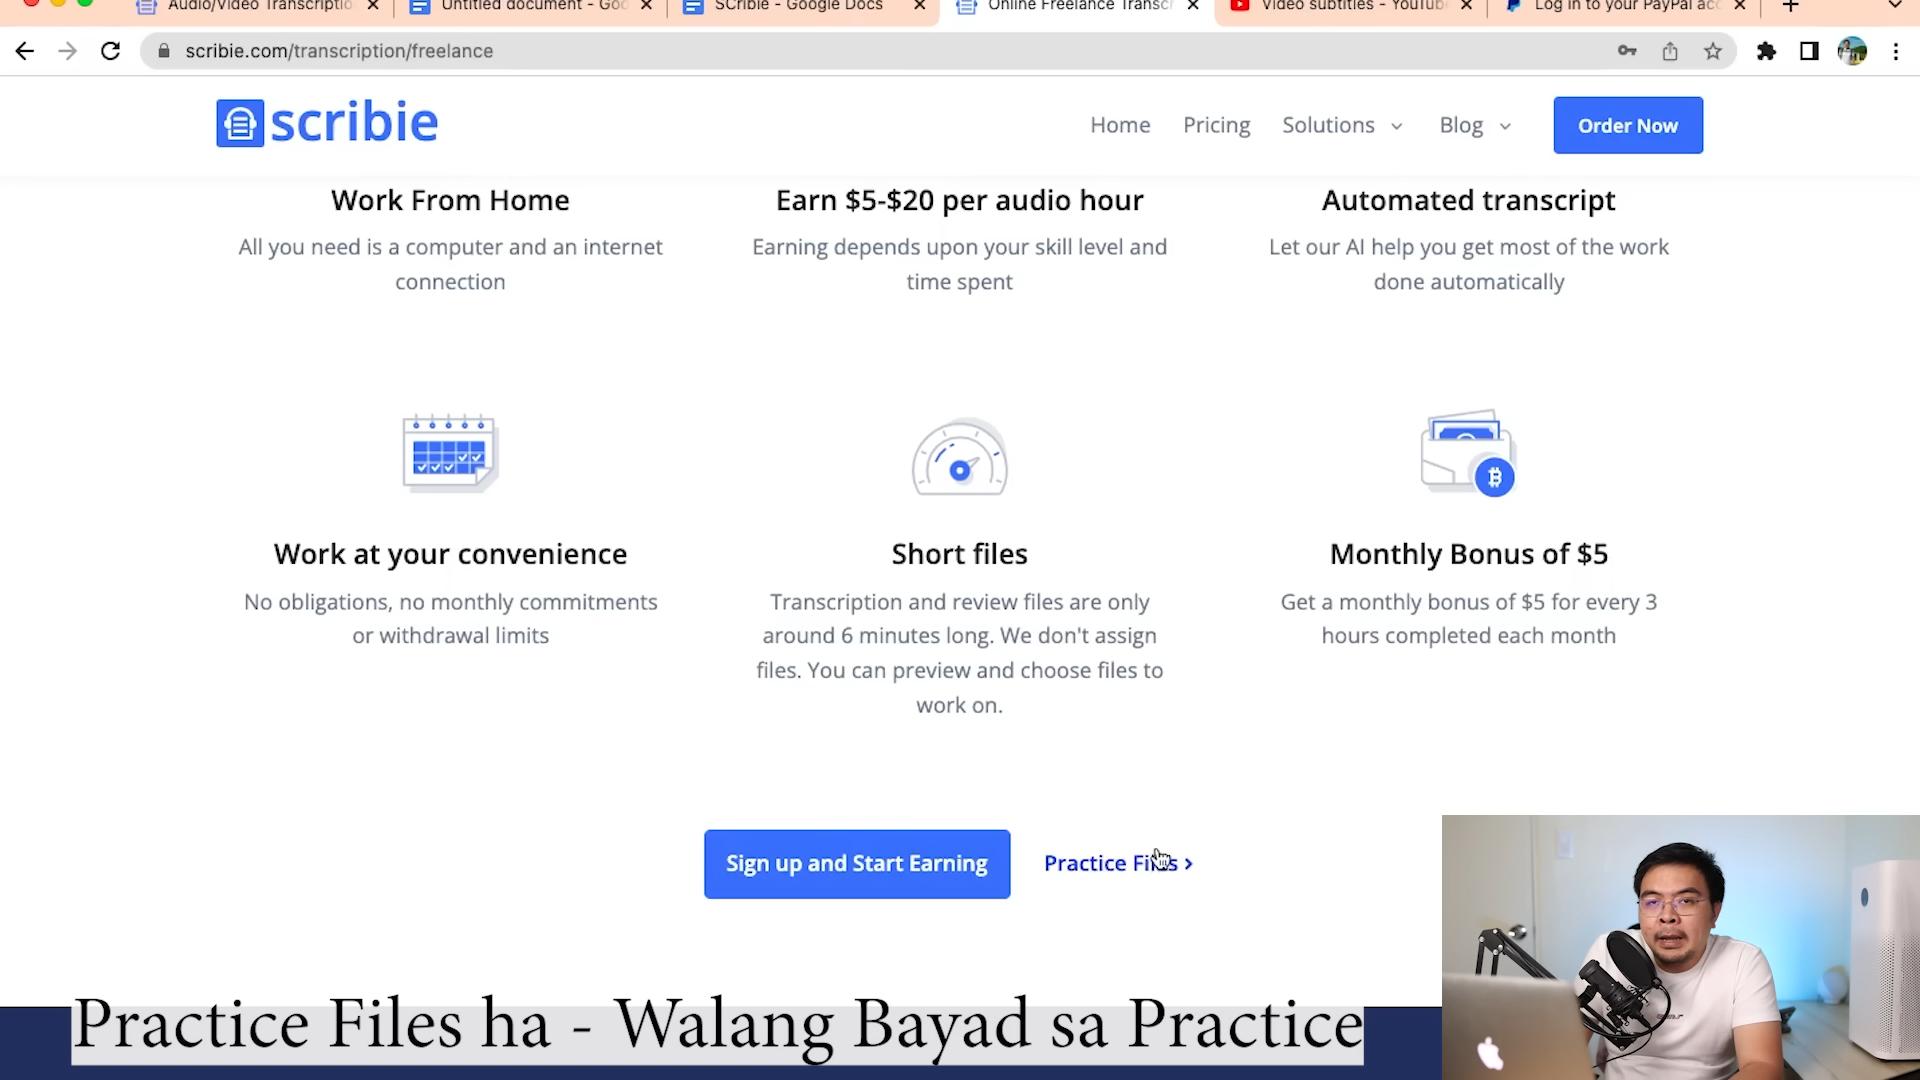 Audio/Video Transcriptio
Untitled document - Goo
SCribie - Google Docs
Online Freelance Transcr
Video subtitles - YouTube
Log in to your PayPal acc
scribie.com/transcription/freelance
scribie
Home
Pricing
Solutions
Blog
Order Now
Work From Home
All you need is a computer and an internet
connection
Earn $5-$20 per audio hour
Earning depends upon your skill level and
time spent
Automated transcript
Let our AI help you get most of the work
done automatically
Work at your convenience
No obligations, no monthly commitments
or withdrawal limits
Short files
Transcription and review files are only
around 6 minutes long. We don't assign
files. You can preview and choose files to
work on.
Monthly Bonus of $5
Get a monthly bonus of $5 for every 3
hours completed each month
Sign up and Start Earning
Practice Files >
Practice Files ha - Walang Bayad sa Practice